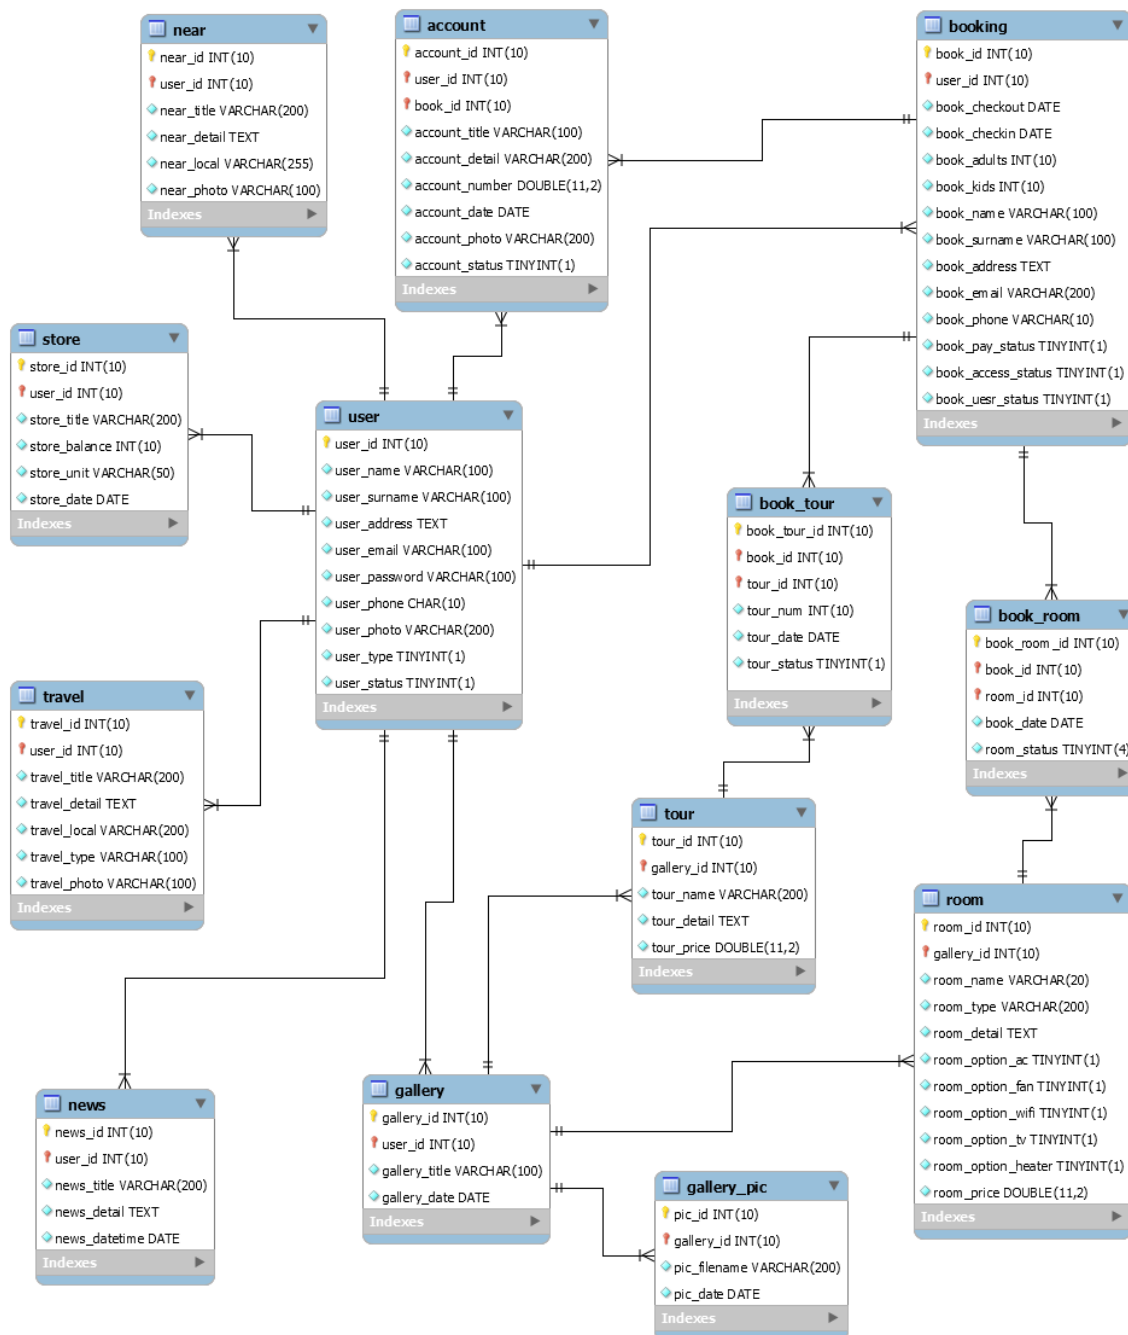 near
near_id INT(10)
user_id INT(10)
near_title VARCHAR(200)
near_detail TEXT
near_local VARCHAR(255)
near_photo VARCHAR(100)
Indexes
account
account_id INT(10)
user_id INT(10)
book_id INT(10)
account_title VARCHAR(100)
account_detail VARCHAR(200)
account_number DOUBLE(11,2)
account_date DATE
account_photo VARCHAR(200)
account_status TINYINT(1)
Indexes
booking
book_id INT(10)
user_id INT(10)
book_checkout DATE
book_checkin DATE
book_adults INT(10)
book_kids INT(10)
book_name VARCHAR(100)
book_surname VARCHAR(100)
book_address TEXT
book_email VARCHAR(200)
book_phone VARCHAR(10)
book_pay_status TINYINT(1)
book_access_status TINYINT(1)
book_uesr_status TINYINT(1)
Indexes
store
store_id INT(10)
user_id INT(10)
store_title VARCHAR(200)
store_balance INT(10)
store_unit VARCHAR(50)
store_date DATE
Indexes
user
user_id INT(10)
user_name VARCHAR(100)
user_surname VARCHAR(100)
user_address TEXT
user_email VARCHAR(100)
user_password VARCHAR(100)
user_phone CHAR(10)
user_photo VARCHAR(200)
user_type TINYINT(1)
user_status TINYINT(1)
Indexes
book_tour
book_tour_id INT(10)
book_id INT(10)
tour_id INT(10)
tour_num INT(10)
tour_date DATE
tour_status TINYINT(1)
Indexes
book_room
book_room_id INT(10)
book_id INT(10)
room_id INT(10)
book_date DATE
room_status TINYINT(4)
Indexes
travel
travel_id INT(10)
user_id INT(10)
travel_title VARCHAR(200)
travel_detail TEXT
travel_local VARCHAR(200)
travel_type VARCHAR(100)
travel_photo VARCHAR(100)
Indexes
tour
tour_id INT(10)
gallery_id INT(10)
tour_name VARCHAR(200)
tour_detail TEXT
tour_price DOUBLE(11,2)
Indexes
room
room_id INT(10)
gallery_id INT(10)
room_name VARCHAR(20)
room_type VARCHAR(200)
room_detail TEXT
room_option_ac TINYINT(1)
room_option_fan TINYINT(1)
room_option_wifi TINYINT(1)
room_option_tv TINYINT(1)
room_option_heater TINYINT(1)
room_price DOUBLE(11,2)
Indexes
news
news_id INT(10)
user_id INT(10)
news_title VARCHAR(200)
news_detail TEXT
news_datetime DATE
Indexes
gallery
gallery_id INT(10)
user_id INT(10)
gallery_title VARCHAR(100)
gallery_date DATE
Indexes
gallery_pic
pic_id INT(10)
gallery_id INT(10)
pic_filename VARCHAR(200)
pic_date DATE
Indexes